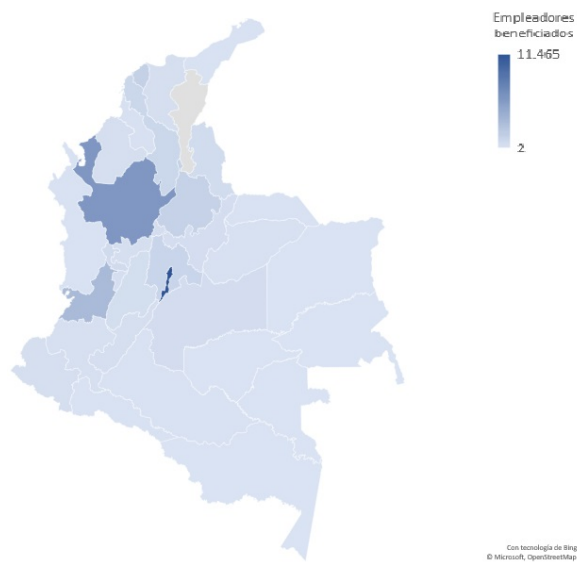 Empleadores
beneficiados
11.465
2
Con tecnología de Bing
© Microsoft, OpenStreetMap